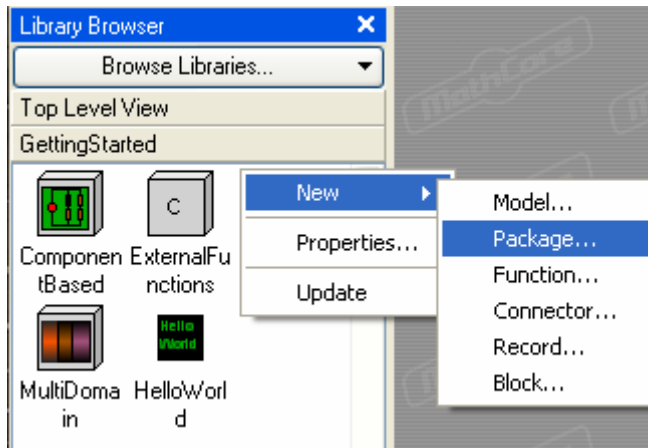 Library Browser
Browse Libraries...
Top Level View
GettingStarted
New
Properties...
Update
Model...
Package...
Function...
Connector...
Record...
Block...
C
Componen
tBased
ExternalFu
nctions
Hello
World
MultiDoma
in
HelloWorl
d
MathCore